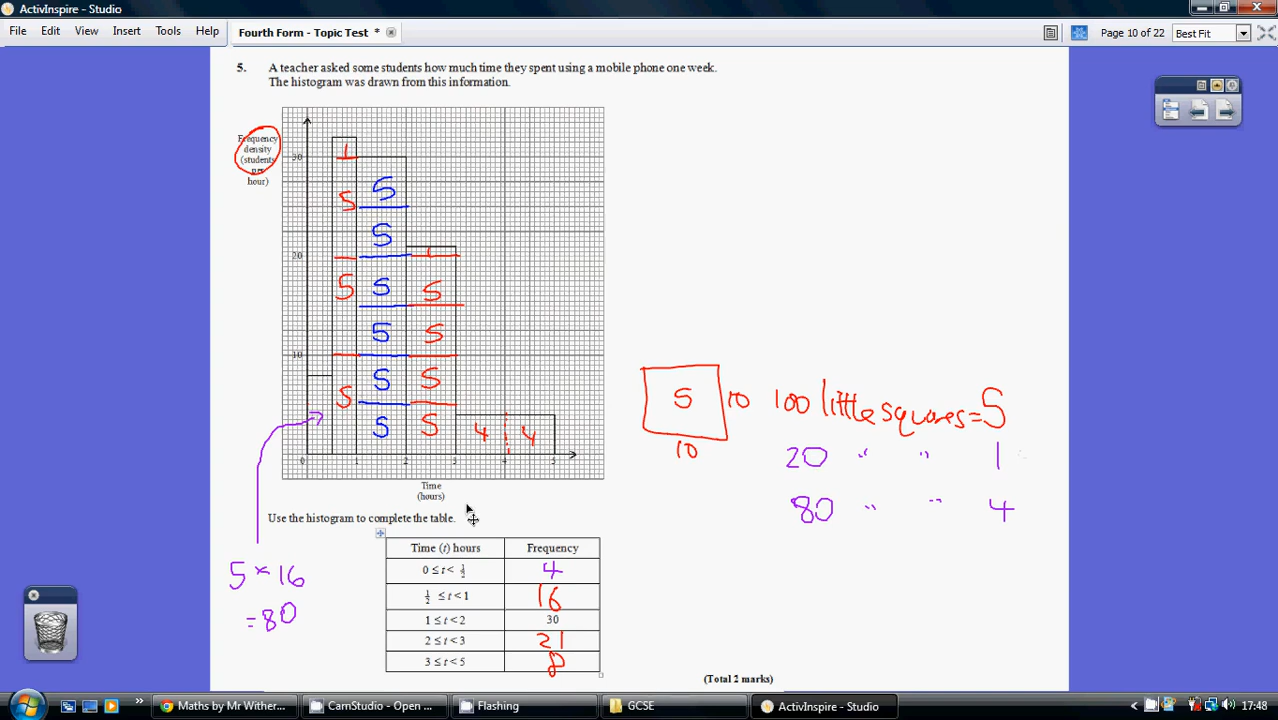 ActivInspire - Studio
File Edit View Insert Tools Help
Fourth Form - Topic Test *
Page 10 of 22
Best Fit
5. A teacher asked some students how much time they spent using a mobile phone one week.
The histogram was drawn from this information.
Frequency
density
(students
per
hour)
30
20
10
0 1 2 3 4 5
1
5
5
5
5
5
5
5
5
5
1
5
5
5
5
4 4
Time
(hours)
5 10 100 little squares = 5
10
20 " " 1
80 " " 4
Use the histogram to complete the table.
5 × 16
= 80
Time (t) hours Frequency
0 ≤ t < 1/2 4
1/2 ≤ t < 1 16
1 ≤ t < 2 30
2 ≤ t < 3 21
3 ≤ t < 5 8
(Total 2 marks)
Maths by Mr Wither...
CamStudio - Open ...
Flashing
GCSE
ActivInspire - Studio
17:48